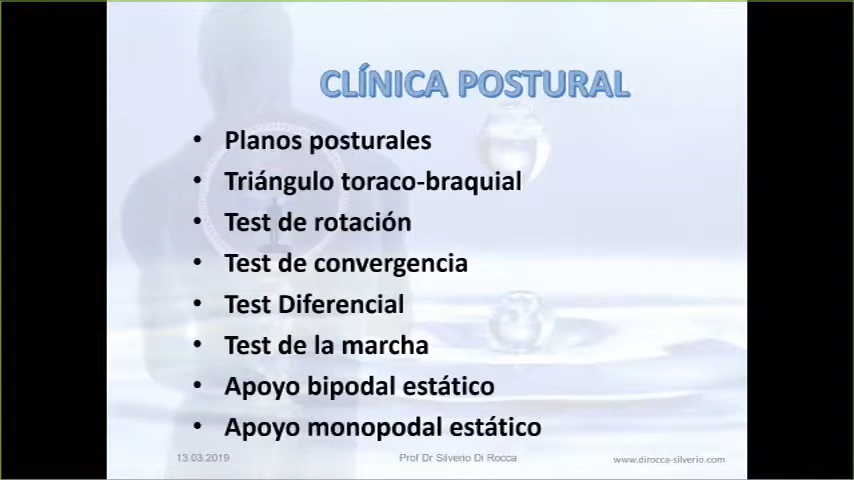 CLÍNICA POSTURAL
• Planos posturales
• Triángulo toraco-braquial
• Test de rotación
• Test de convergencia
• Test Diferencial
• Test de la marcha
• Apoyo bipodal estático
• Apoyo monopodal estático
13.03.2019 Prof Dr Silverio Di Rocca www.dirocca-silverio.com